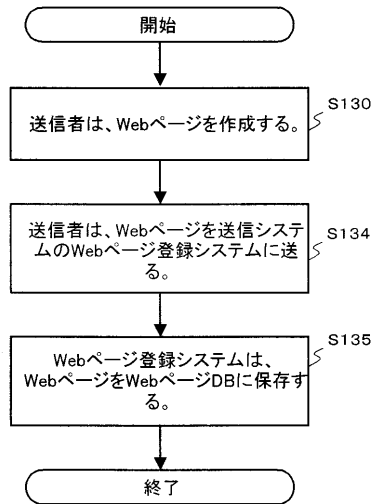 開始
送信者は、Webページを作成する。
S130
送信者は、Webページを送信システ
ムのWebページ登録システムに送
る。
S134
Webページ登録システムは、
WebページをWebページDBに保存す
る。
S135
終了